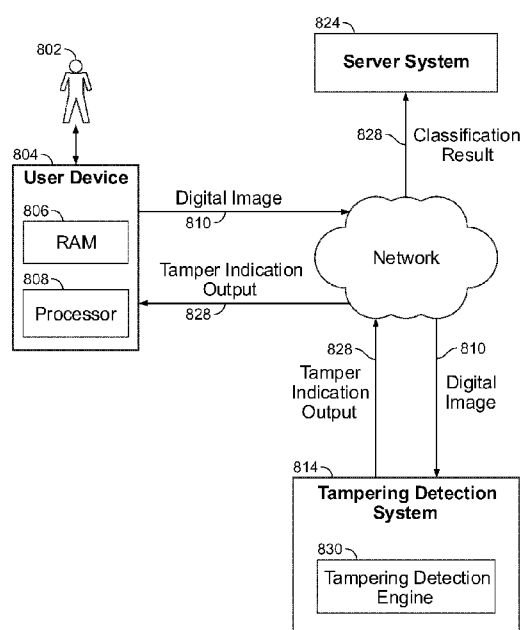 824
Server System
802
828
Classification
Result
804
User Device
806
RAM
808
Processor
Digital Image
810
Tamper Indication
Output
828
Network
828
Tamper
Indication
Output
810
Digital
Image
814
Tampering Detection
System
830
Tampering Detection
Engine